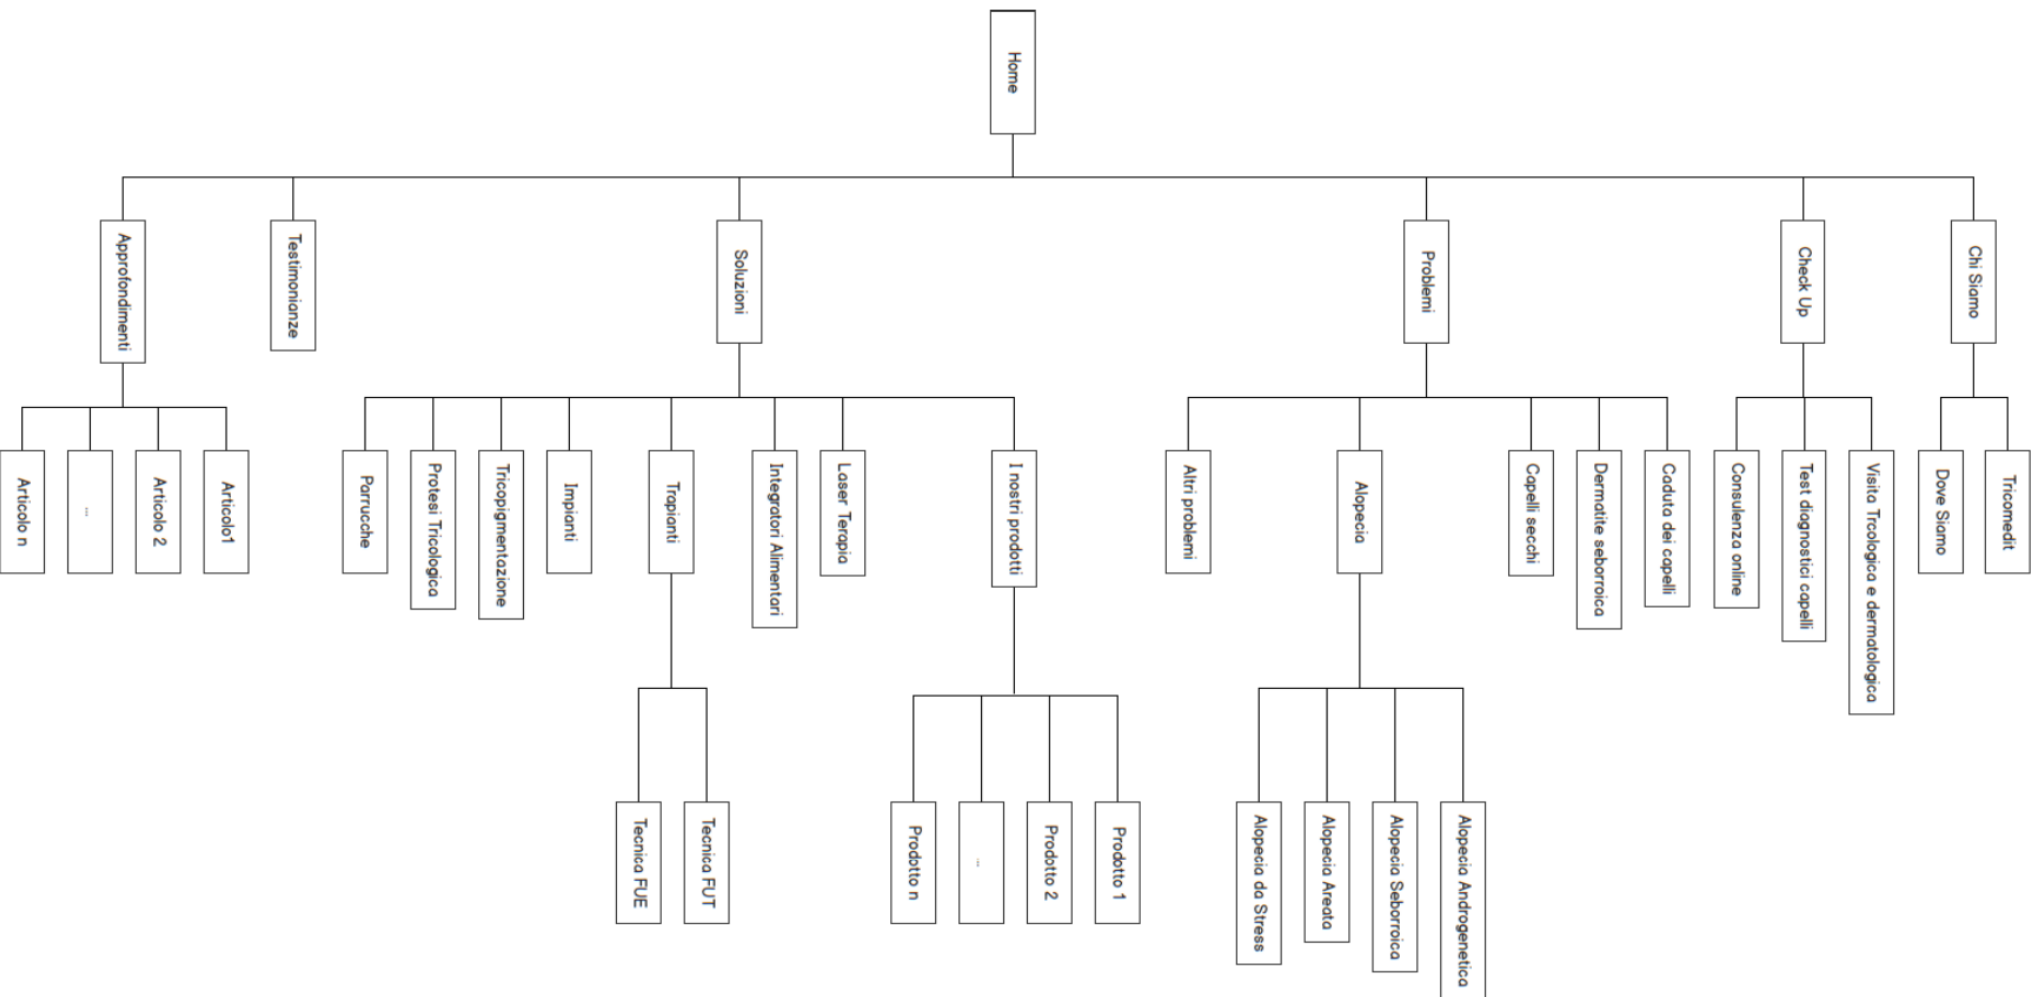 Home
Chi Siamo
Tricomedit
Dove Siamo
Check Up
Visita Trcologica e dermatologica
Test diagnostici capelli
Consulenza online
Problemi
Caduta dei capelli
Dermatite seborroica
Capelli secchi
Alopecia
Alopecia Androgenetica
Alopecia Seborroica
Alopecia Areata
Alopecia da Stress
Altri problemi
Soluzioni
I nostri prodotti
Prodotto 1
Prodotto 2
...
Prodotto n
Laser Terapia
Integratori Alimentari
Trapianti
Tecnica FUT
Tecnica FUE
Impianti
Tricopigmentazione
Protesi Tricologica
Parrucche
Testimonianze
Approfondimenti
Articolo1
Articolo 2
...
Articolo n